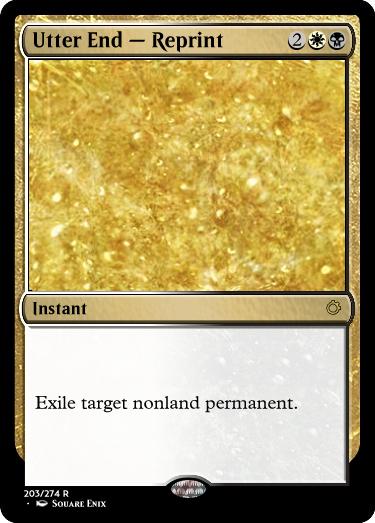 Utter End — Reprint 2
Instant
Exile target nonland permanent.
203/274 R
· Square Enix